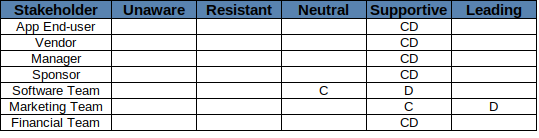 Stakeholder Unaware Resistant Neutral Supportive Leading
App End-user CD
Vendor CD
Manager CD
Sponsor CD
Software Team C D
Marketing Team C D
Financial Team CD